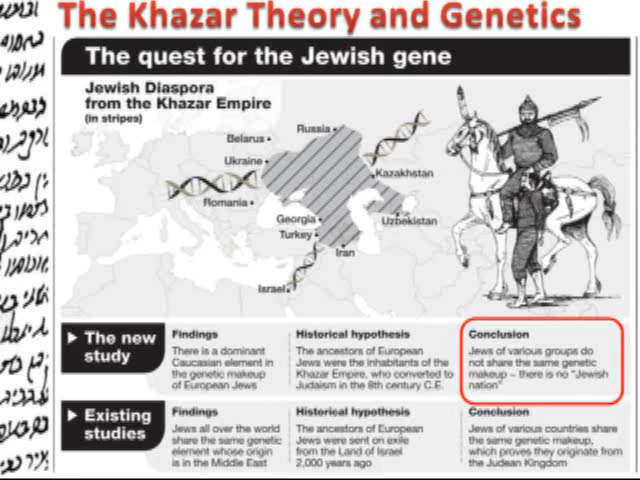 The Khazar Theory and Genetics
The quest for the Jewish gene
Jewish Diaspora
from the Khazar Empire
(in stripes)
Belarus
Russia
Ukraine
Kazakhstan
Romania
Georgia
Uzbekistan
Turkey
Iran
Israel
The new
study
Findings
There is a dominant
Caucasian element in
the genetic makeup
of European Jews
Historical hypothesis
The ancestors of European
Jews were the inhabitants of the
Khazar Empire, who converted to
Judaism in the 8th century C.E.
Conclusion
Jews of various groups do
not share the same genetic
makeup – there is no "Jewish
nation"
Existing
studies
Findings
Jews all over the world
share the same genetic
element whose origin
is in the Middle East
Historical hypothesis
The ancestors of European
Jews were sent on exile
from the Land of Israel
2,000 years ago
Conclusion
Jews of various countries share
the same genetic makeup,
which proves they originate from
the Judean Kingdom